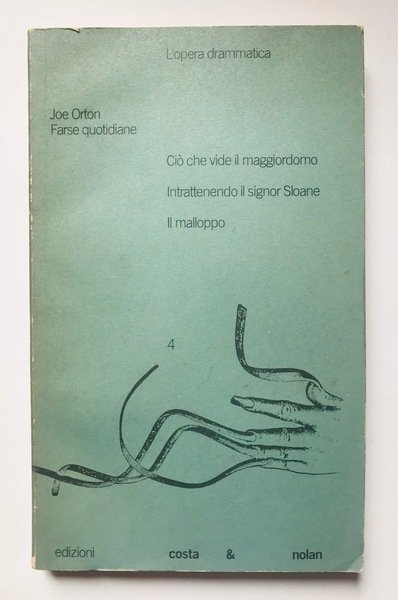 L'opera drammatica
Joe Orton
Farse quotidiane
Ciò che vide il maggiordomo
Intrattenendo il signor Sloane
Il malloppo
4
edizioni costa & nolan